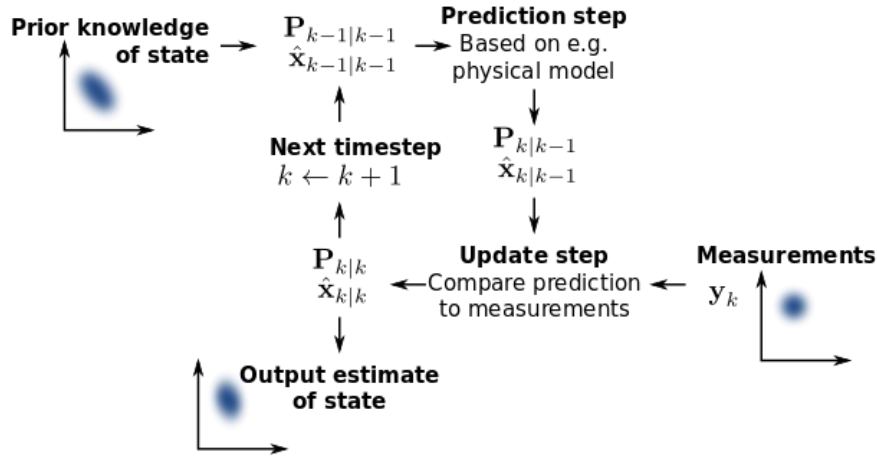 Prior knowledge
of state
P_{k-1|k-1}
x̂_{k-1|k-1}
Prediction step
Based on e.g.
physical model
P_{k|k-1}
x̂_{k|k-1}
Next timestep
k ← k + 1
P_{k|k}
x̂_{k|k}
Update step
Compare prediction
to measurements
Measurements
y_k
Output estimate
of state